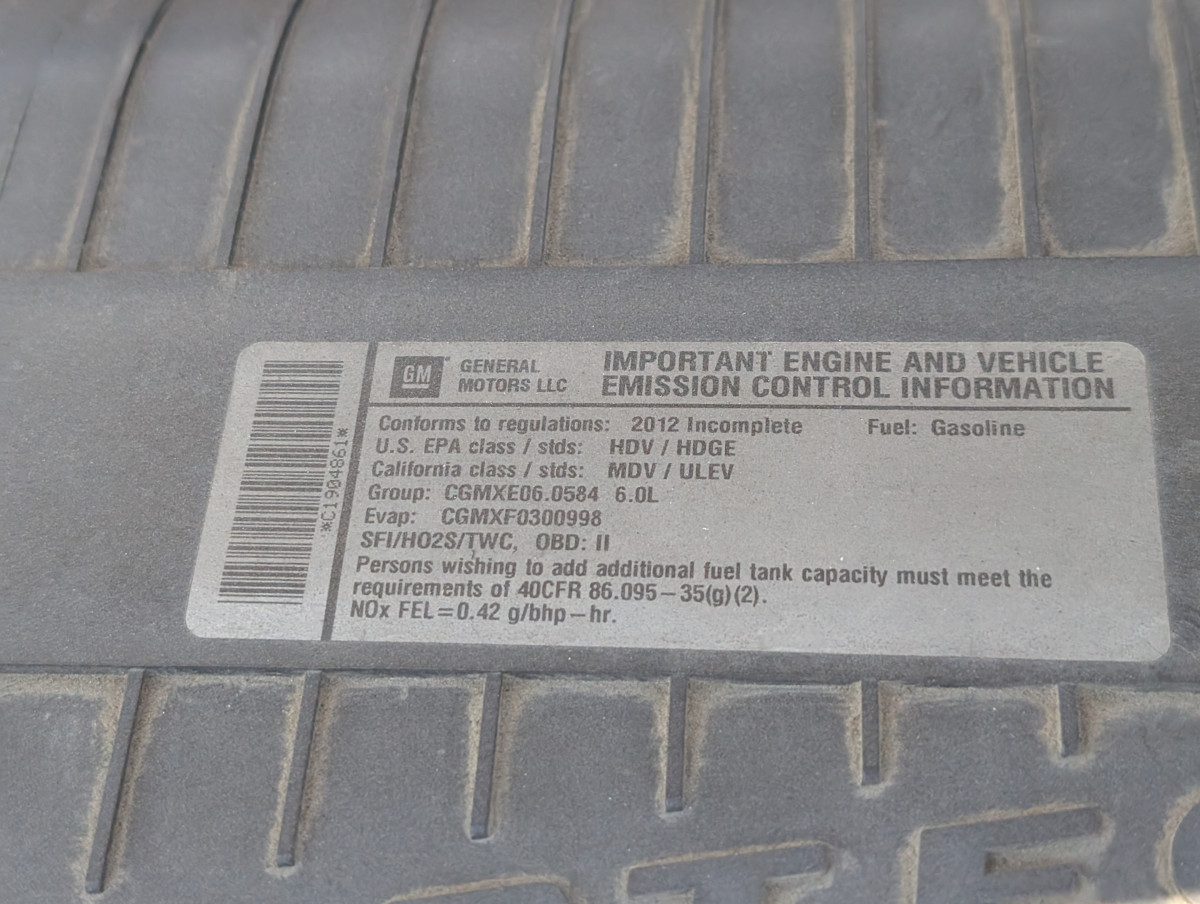 *C1904861*
GM
GENERAL
MOTORS LLC
IMPORTANT ENGINE AND VEHICLE
EMISSION CONTROL INFORMATION
Conforms to regulations: 2012 Incomplete Fuel: Gasoline
U.S. EPA class / stds: HDV / HDGE
California class / stds: MDV / ULEV
Group: CGMXE06.0584 6.0L
Evap: CGMXF0300998
SFI/HO2S/TWC, OBD: II
Persons wishing to add additional fuel tank capacity must meet the
requirements of 40CFR 86.095–35(g)(2).
NOx FEL=0.42 g/bhp–hr.